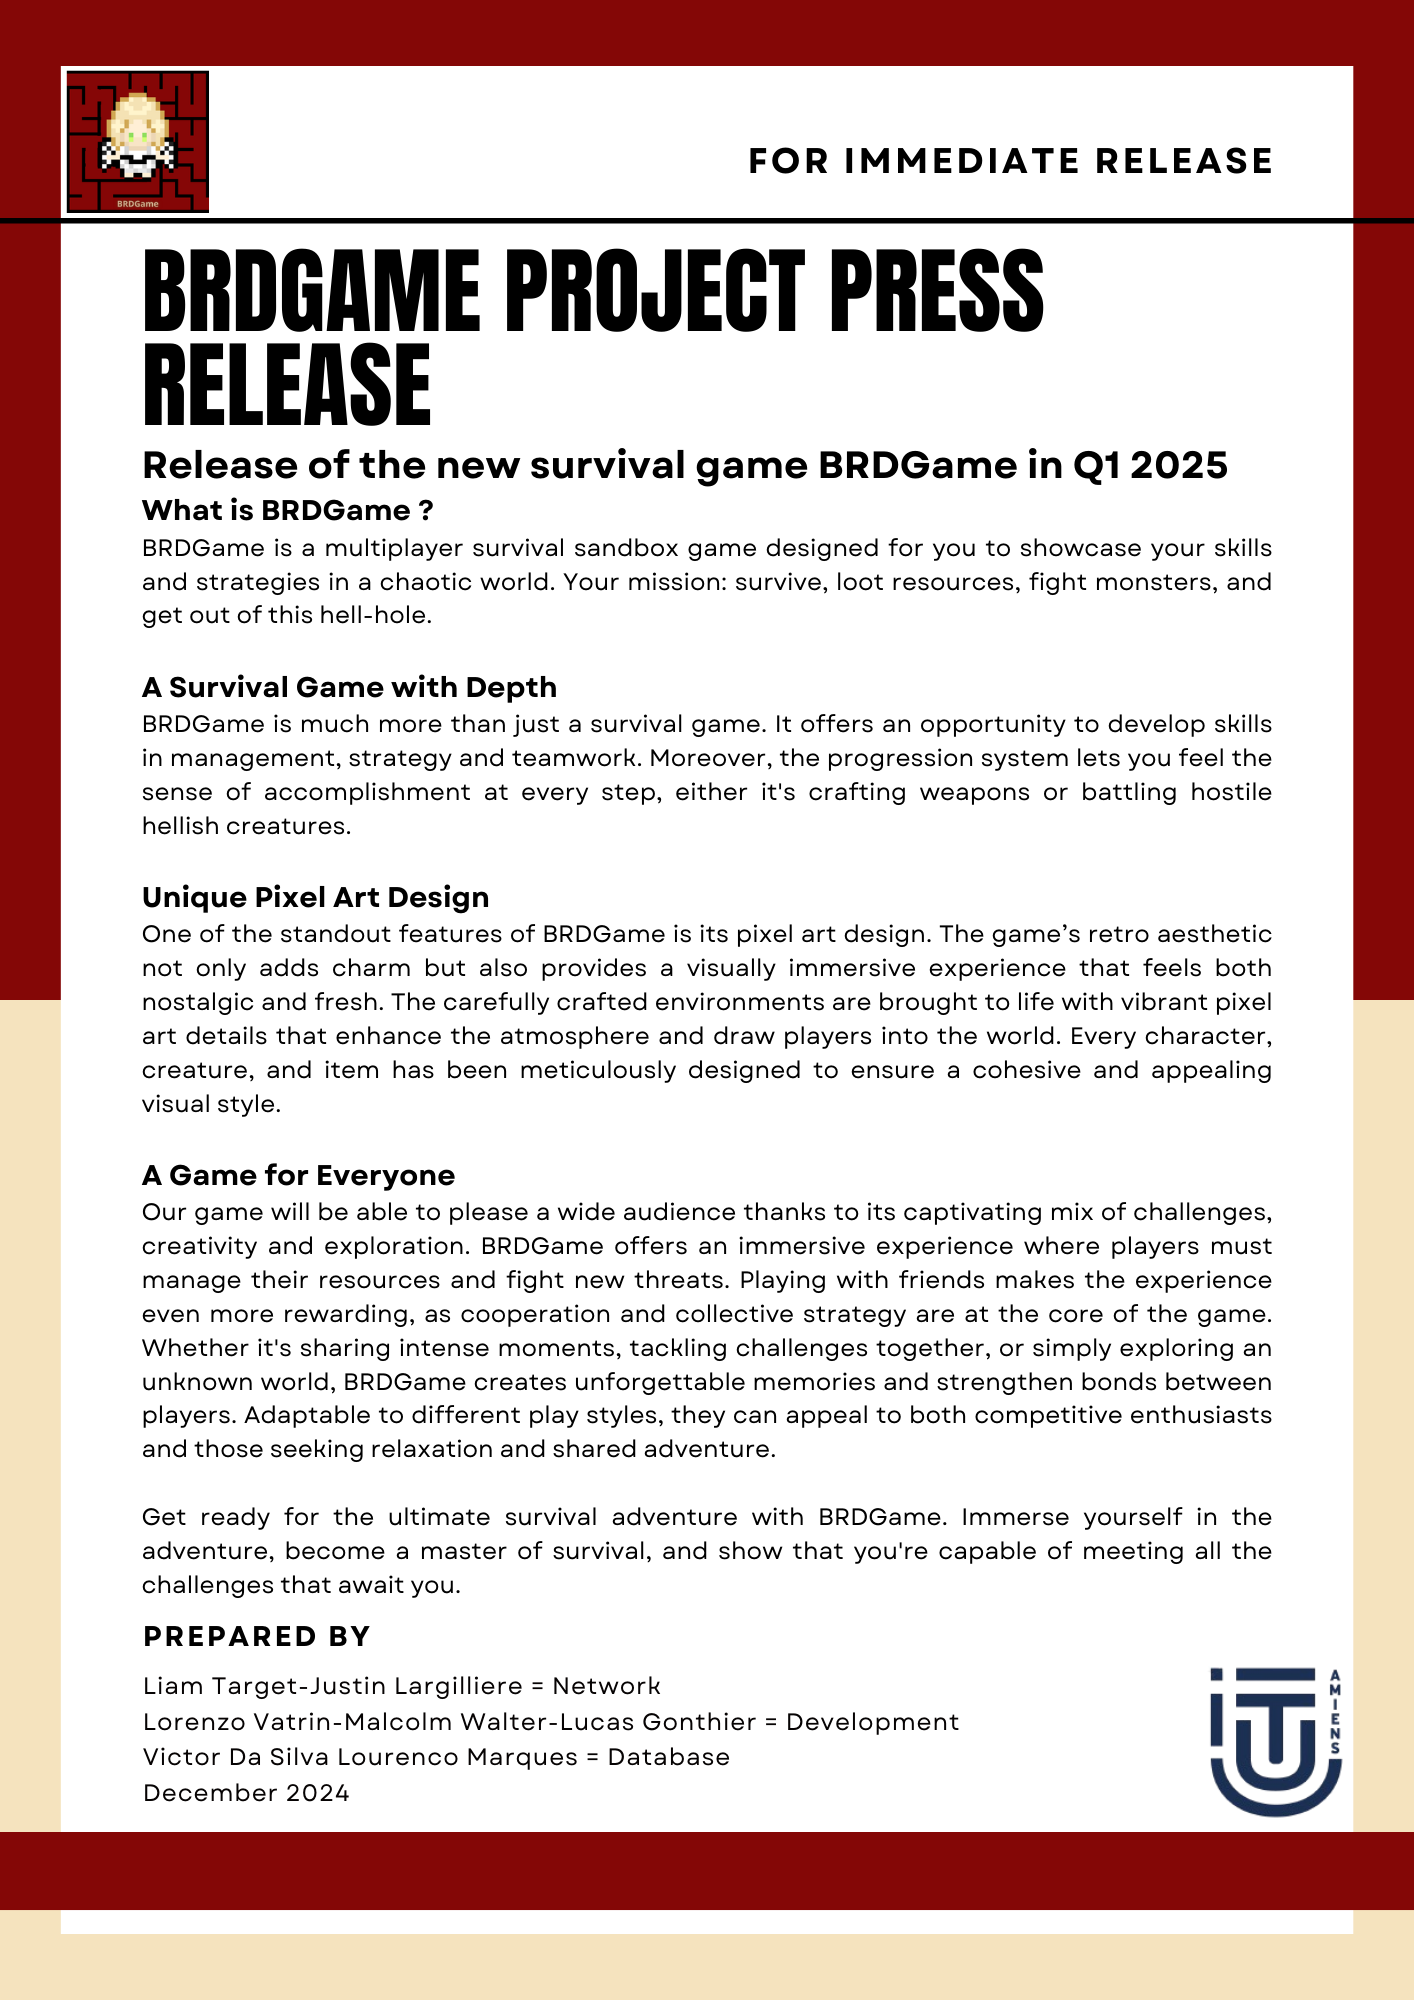 BRDGame
FOR IMMEDIATE RELEASE
BRDGAME PROJECT PRESS
RELEASE
Release of the new survival game BRDGame in Q1 2025
What is BRDGame ?
BRDGame is a multiplayer survival sandbox game designed for you to showcase your skills
and strategies in a chaotic world. Your mission: survive, loot resources, fight monsters, and
get out of this hell-hole.
A Survival Game with Depth
BRDGame is much more than just a survival game. It offers an opportunity to develop skills
in management, strategy and teamwork. Moreover, the progression system lets you feel the
sense of accomplishment at every step, either it's crafting weapons or battling hostile
hellish creatures.
Unique Pixel Art Design
One of the standout features of BRDGame is its pixel art design. The game’s retro aesthetic
not only adds charm but also provides a visually immersive experience that feels both
nostalgic and fresh. The carefully crafted environments are brought to life with vibrant pixel
art details that enhance the atmosphere and draw players into the world. Every character,
creature, and item has been meticulously designed to ensure a cohesive and appealing
visual style.
A Game for Everyone
Our game will be able to please a wide audience thanks to its captivating mix of challenges,
creativity and exploration. BRDGame offers an immersive experience where players must
manage their resources and fight new threats. Playing with friends makes the experience
even more rewarding, as cooperation and collective strategy are at the core of the game.
Whether it's sharing intense moments, tackling challenges together, or simply exploring an
unknown world, BRDGame creates unforgettable memories and strengthen bonds between
players. Adaptable to different play styles, they can appeal to both competitive enthusiasts
and those seeking relaxation and shared adventure.
Get ready for the ultimate survival adventure with BRDGame. Immerse yourself in the
adventure, become a master of survival, and show that you're capable of meeting all the
challenges that await you.
PREPARED BY
Liam Target-Justin Largilliere = Network
Lorenzo Vatrin-Malcolm Walter-Lucas Gonthier = Development
Victor Da Silva Lourenco Marques = Database
December 2024
iUT
AMIENS